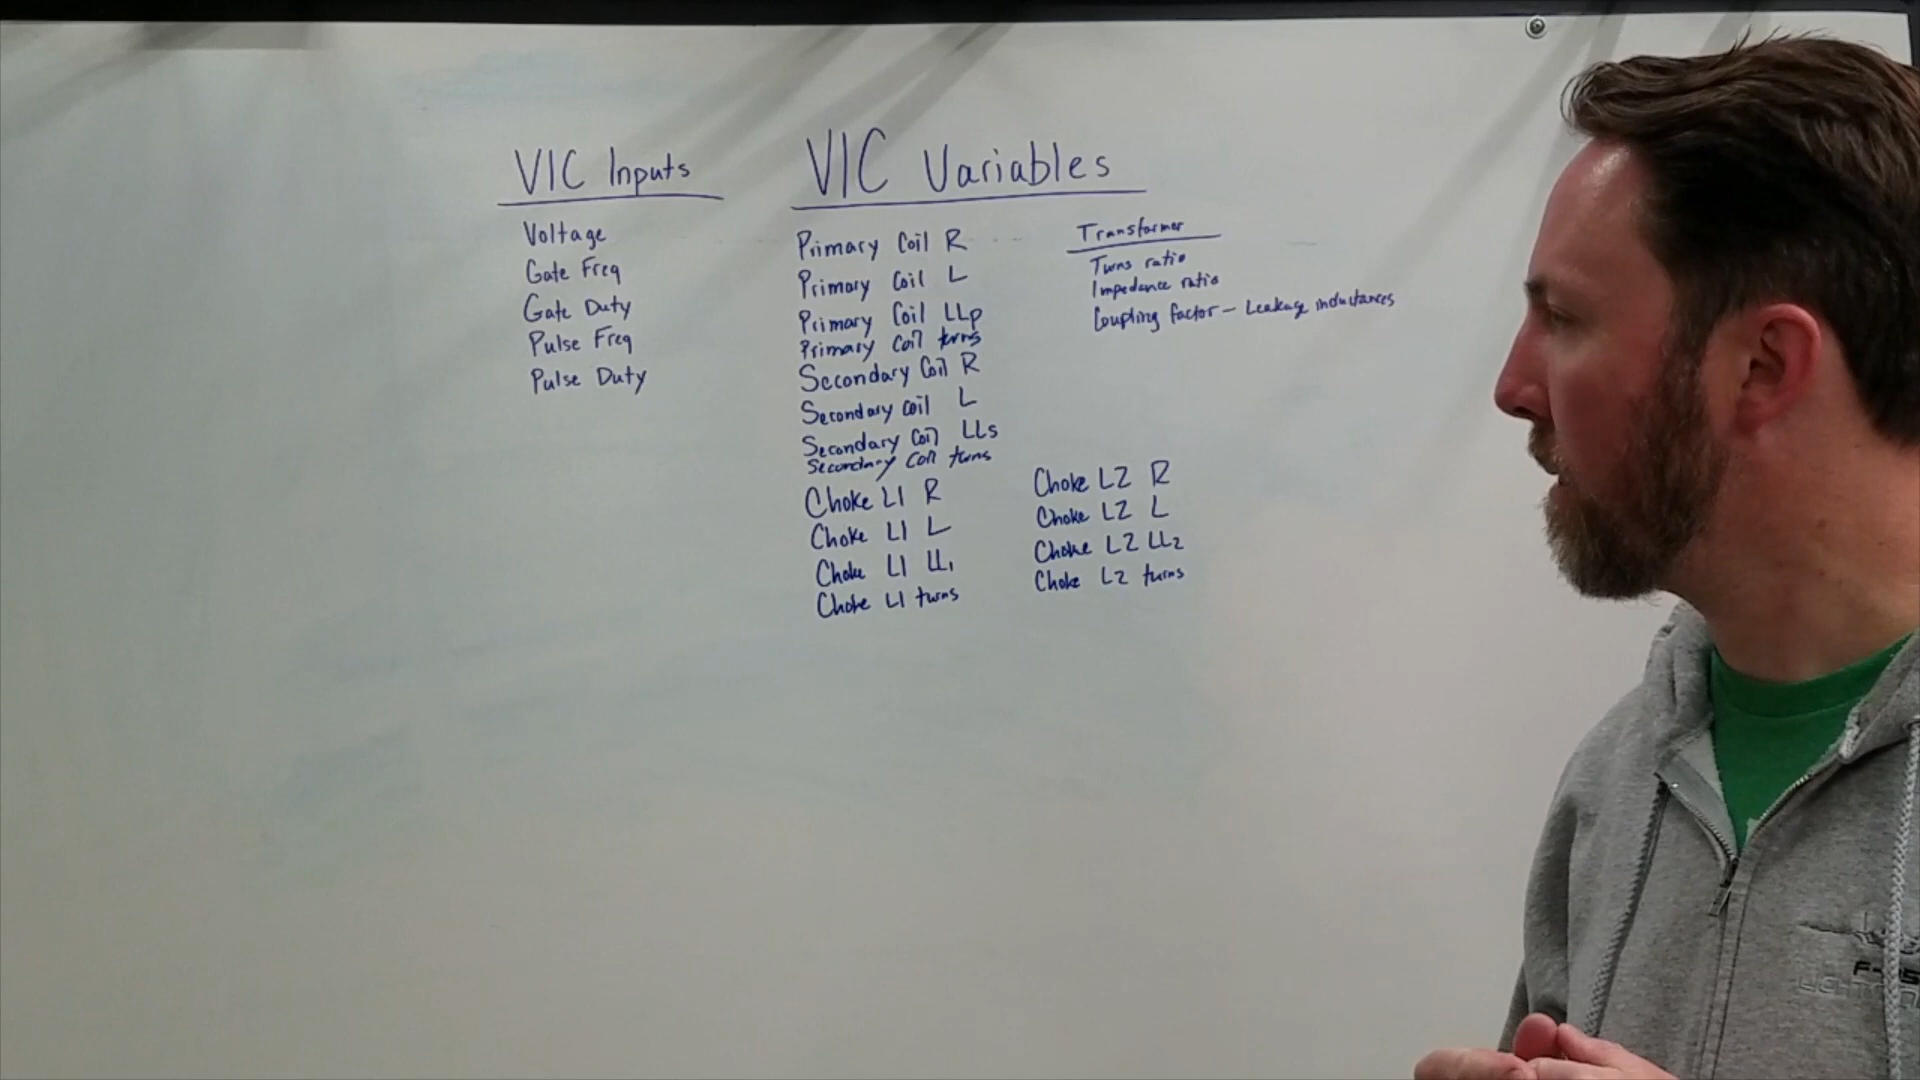 VIC Inputs
Voltage
Gate Freq
Gate Duty
Pulse Freq
Pulse Duty
VIC Variables
Primary Coil R
Primary Coil L
Primary Coil LLp
Primary Coil turns
Secondary Coil R
Secondary Coil L
Secondary Coil LLs
Secondary Coil turns
Choke L1 R
Choke L1 L
Choke L1 LL1
Choke L1 turns
Transformer
Turns ratio
Impedance ratio
Coupling factor - Leakage inductances
Choke L2 R
Choke L2 L
Choke L2 LL2
Choke L2 turns